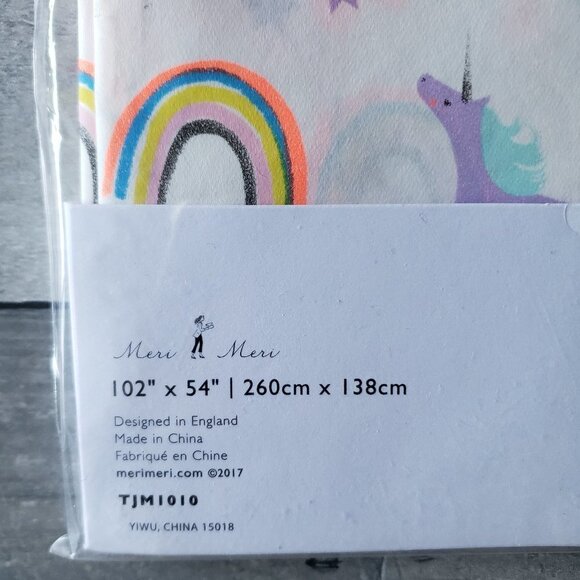 Meri Meri
102" x 54" | 260cm x 138cm
Designed in England
Made in China
Fabriqué en Chine
merimeri.com ©2017
TJM1010
YIWU, CHINA 15018